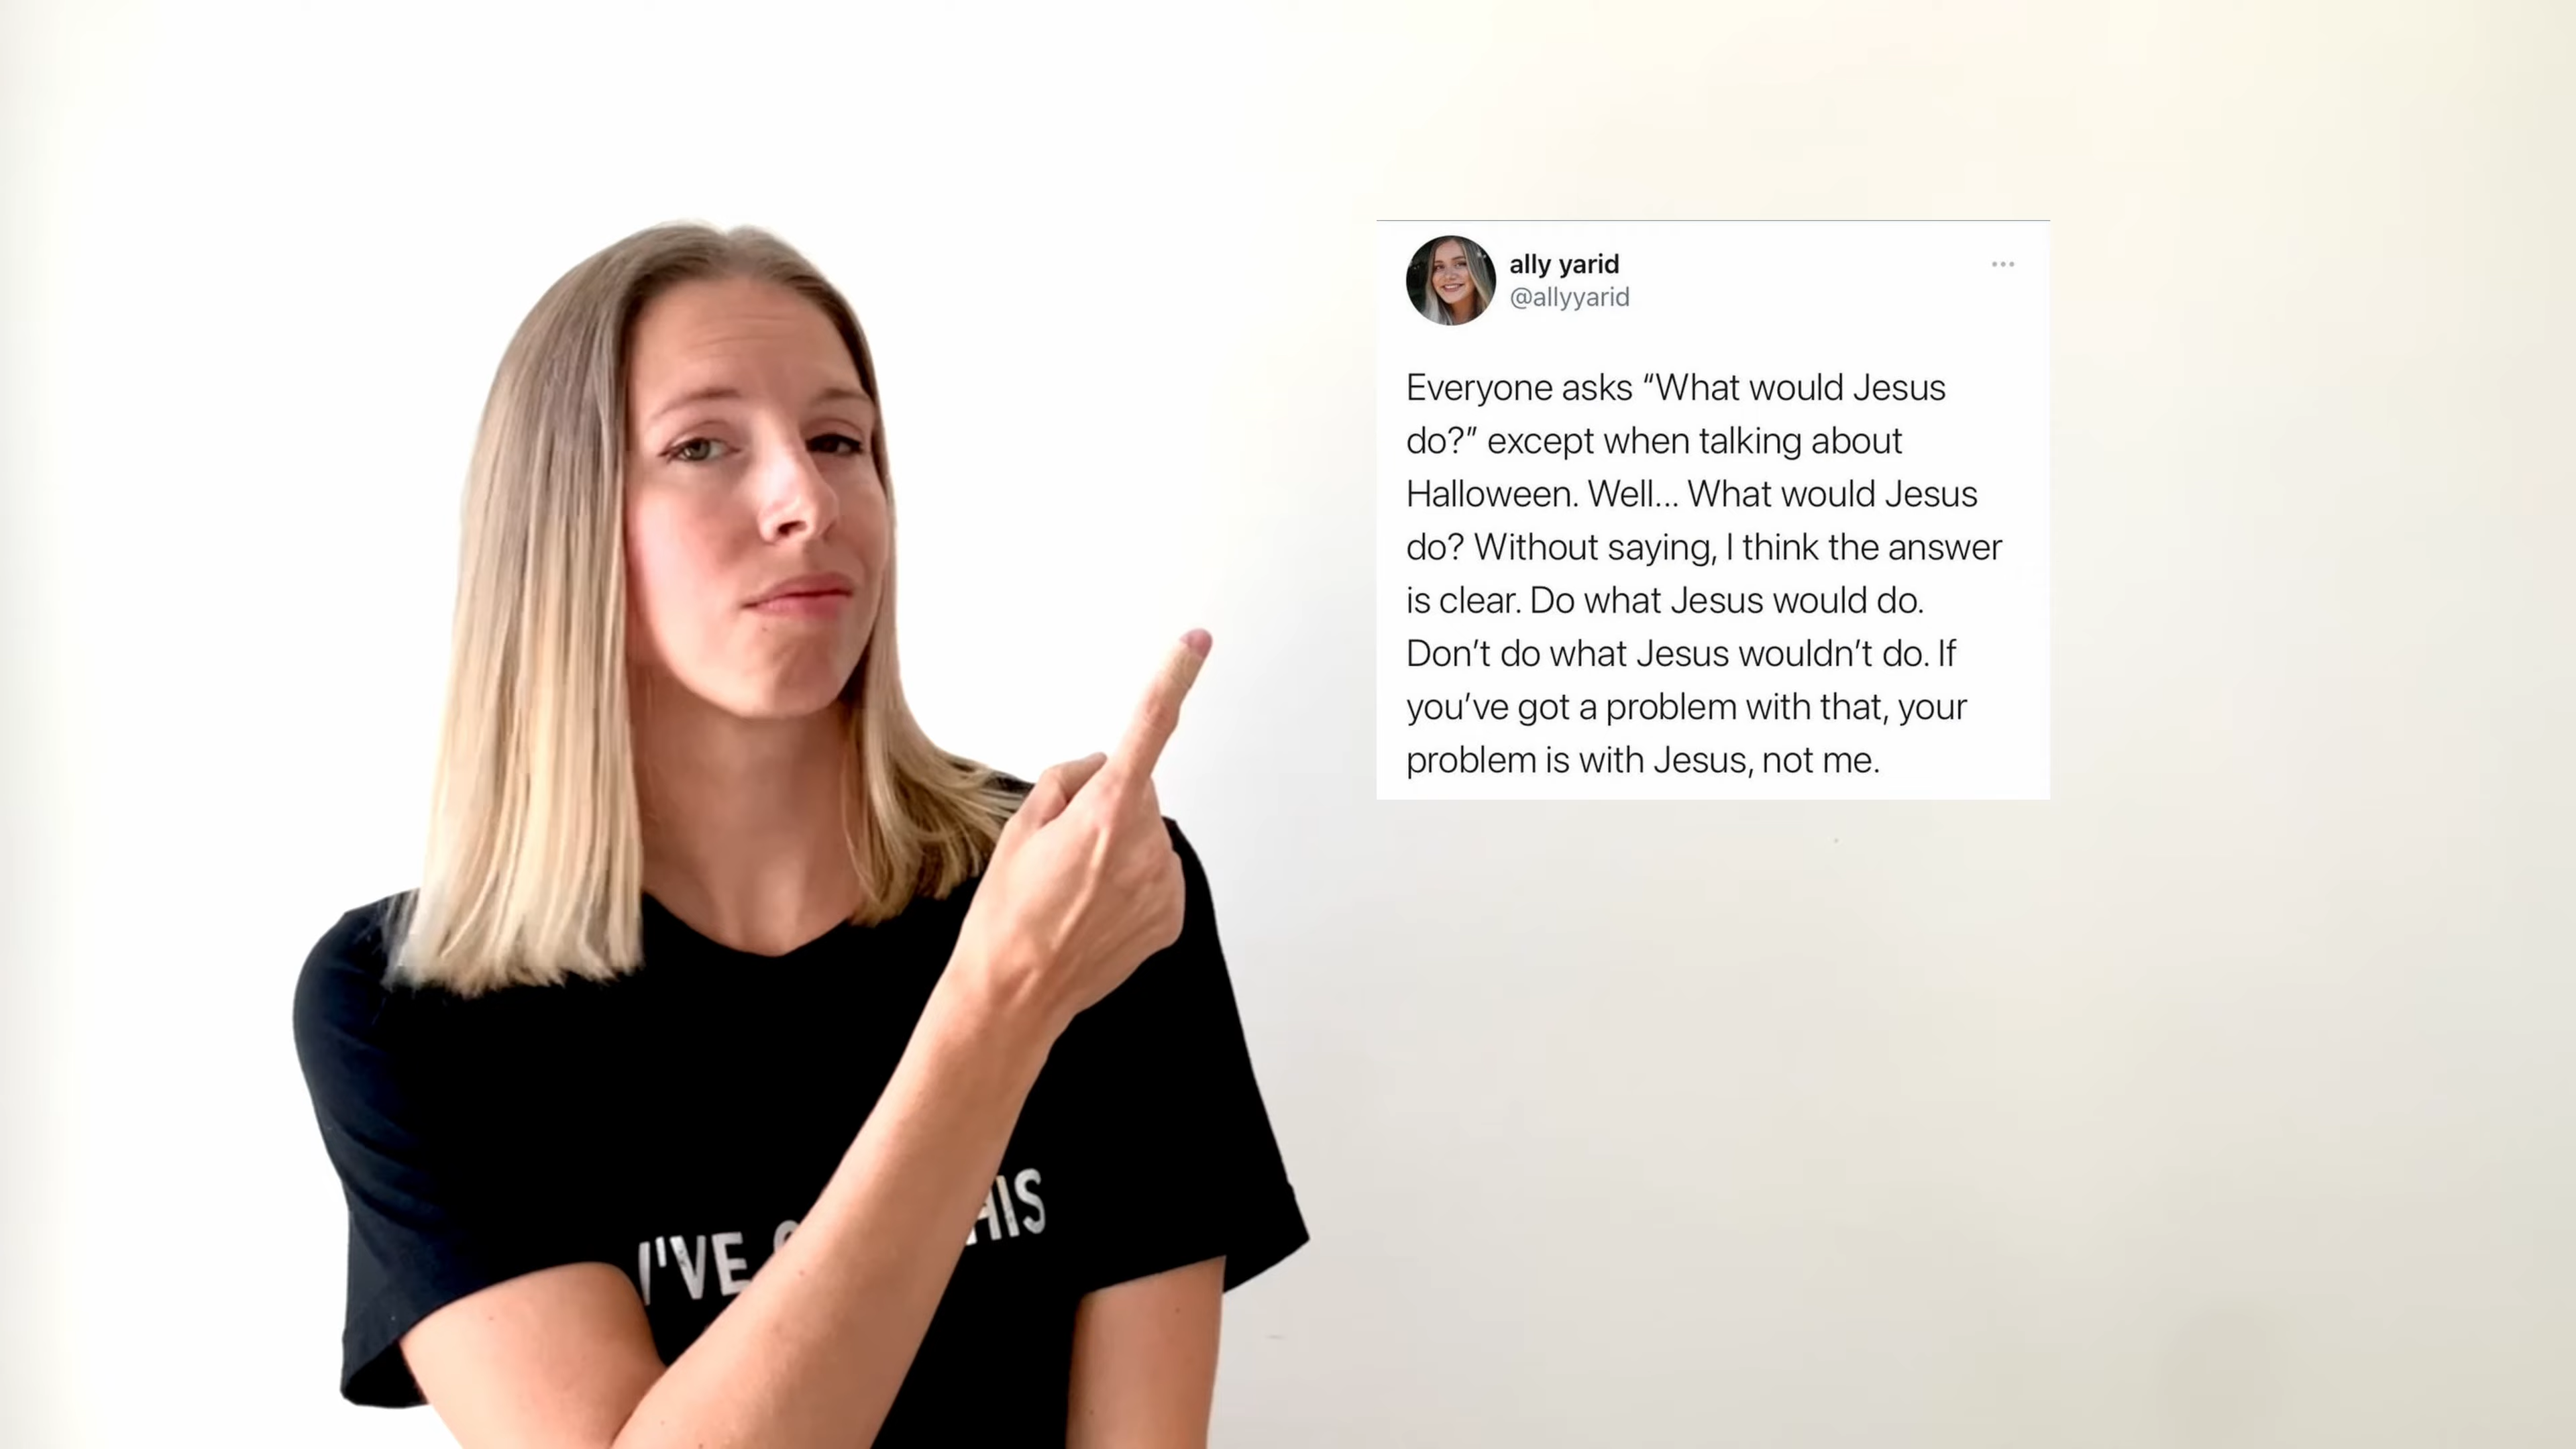 ally yarid
@allyyarid
Everyone asks “What would Jesus
do?” except when talking about
Halloween. Well... What would Jesus
do? Without saying, I think the answer
is clear. Do what Jesus would do.
Don’t do what Jesus wouldn’t do. If
you’ve got a problem with that, your
problem is with Jesus, not me.
I'VE